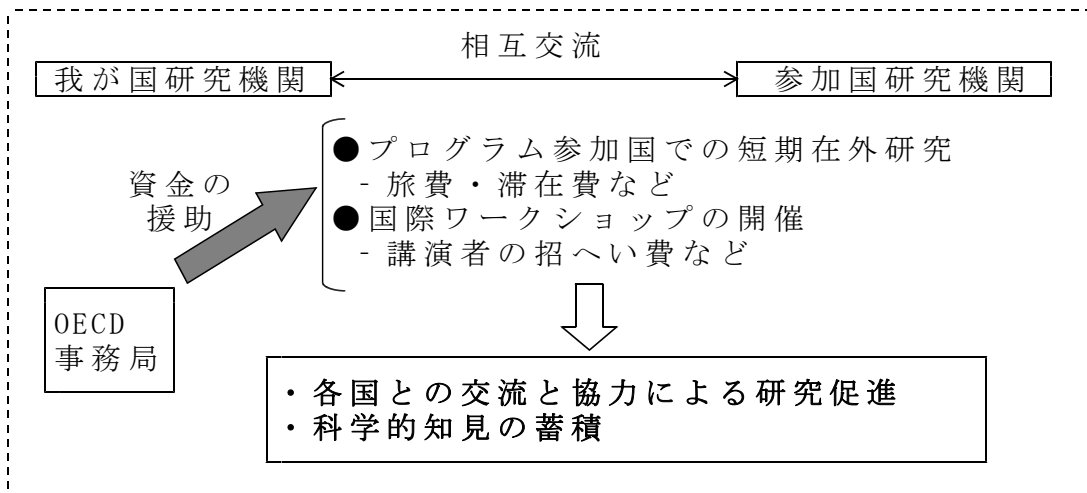 相互交流
我が国研究機関
参加国研究機関
●プログラム参加国での短期在外研究
- 旅費・滞在費など
●国際ワークショップの開催
- 講演者の招へい費など
資金の
援助
OECD
事務局
・各国との交流と協力による研究促進
・科学的知見の蓄積